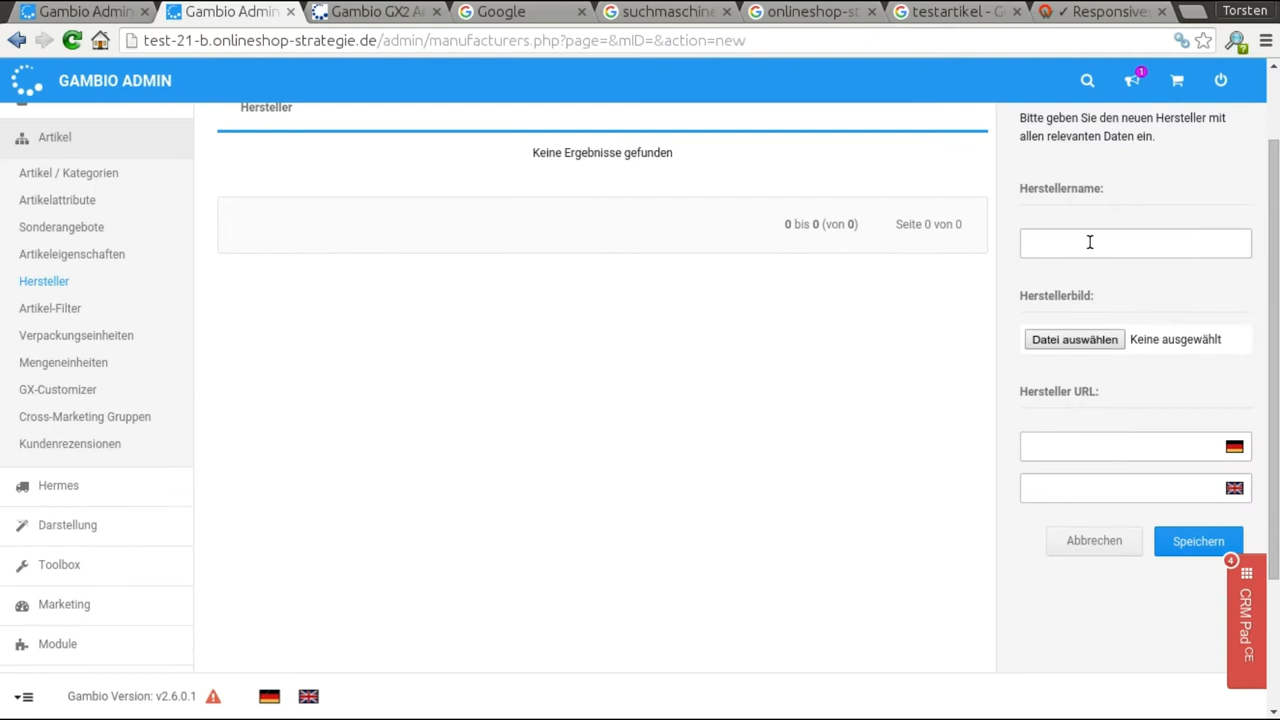 Gambio Admin
Gambio Admin
Gambio GX2 A
Google
suchmaschine
onlineshop-st
testartikel - G
✓ Responsive
Torsten
test-21-b.onlineshop-strategie.de/admin/manufacturers.php?page=&mID=&action=new
GAMBIO ADMIN
1
Artikel
Artikel / Kategorien
Artikelattribute
Sonderangebote
Artikeleigenschaften
Hersteller
Artikel-Filter
Verpackungseinheiten
Mengeneinheiten
GX-Customizer
Cross-Marketing Gruppen
Kundenrezensionen
Hermes
Darstellung
Toolbox
Marketing
Module
Hersteller
Keine Ergebnisse gefunden
0 bis 0 (von 0)
Seite 0 von 0
Bitte geben Sie den neuen Hersteller mit
allen relevanten Daten ein.
Herstellername:
Herstellerbild:
Datei auswählen
Keine ausgewählt
Hersteller URL:
Abbrechen
Speichern
4
CRM Pad CE
Gambio Version: v2.6.0.1